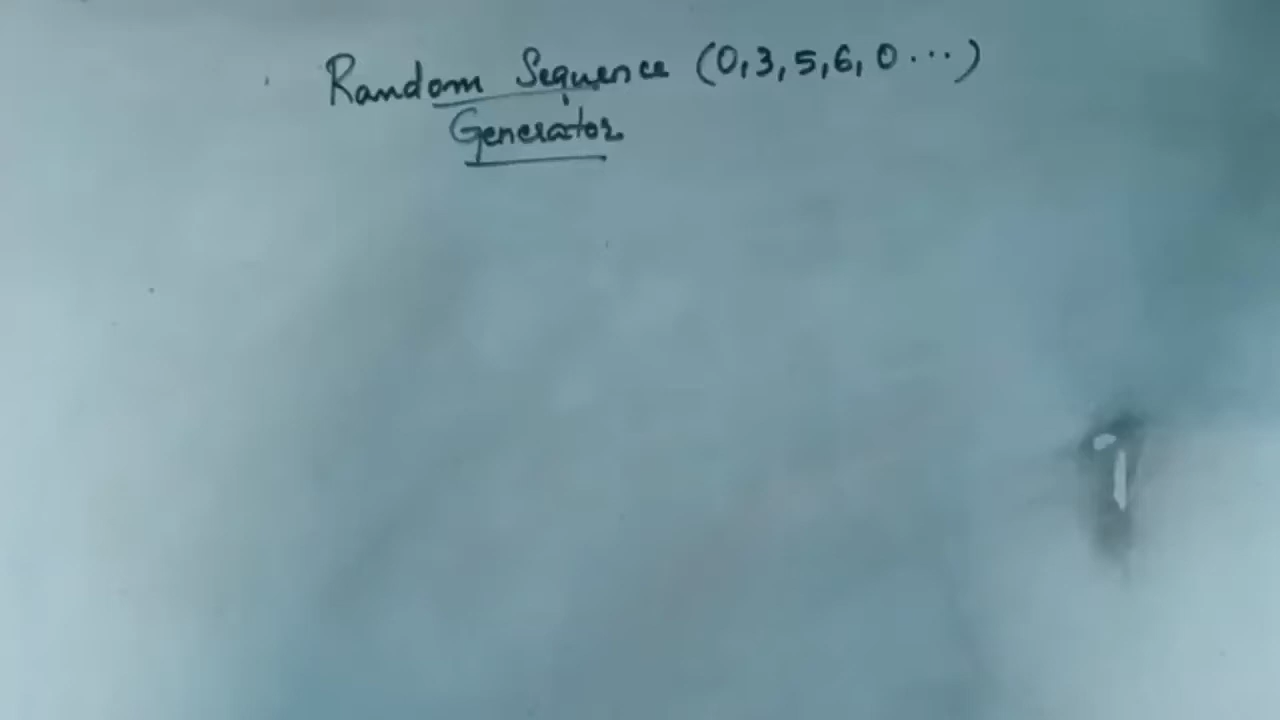 Random Sequence (0,3,5,6,0...)
Generator